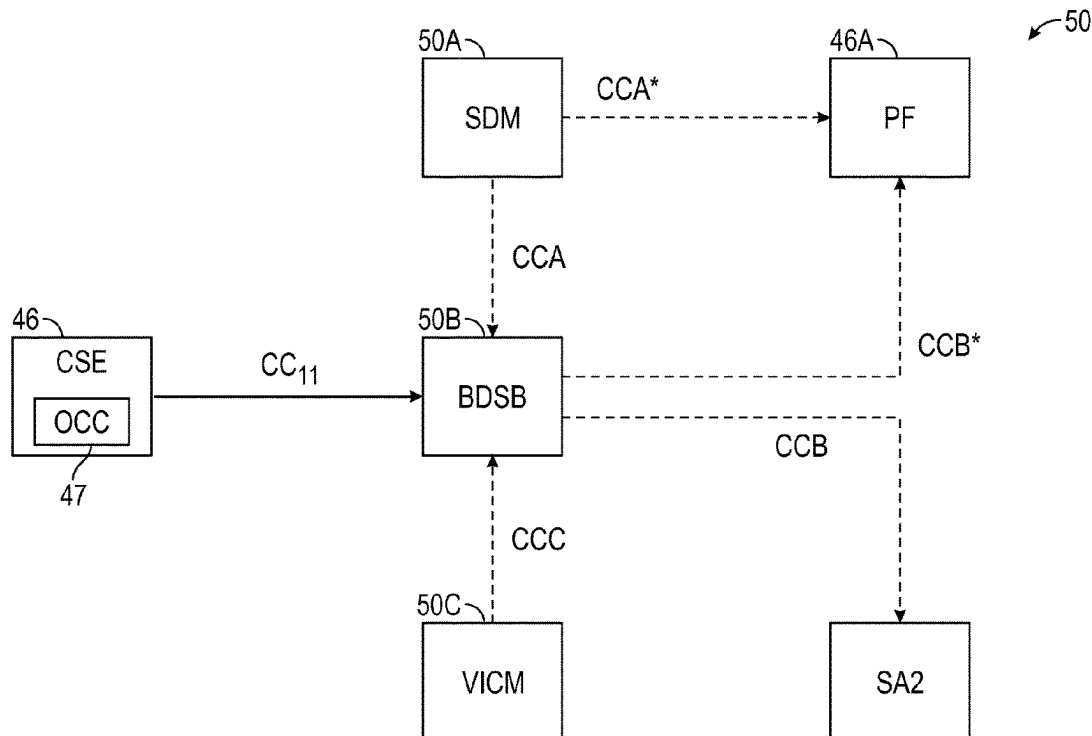 50
50A
46A
SDM
CCA*
PF
CCA
46
50B
CSE
CC11
BDSB
CCB*
OCC
CCB
47
CCC
50C
VICM
SA2